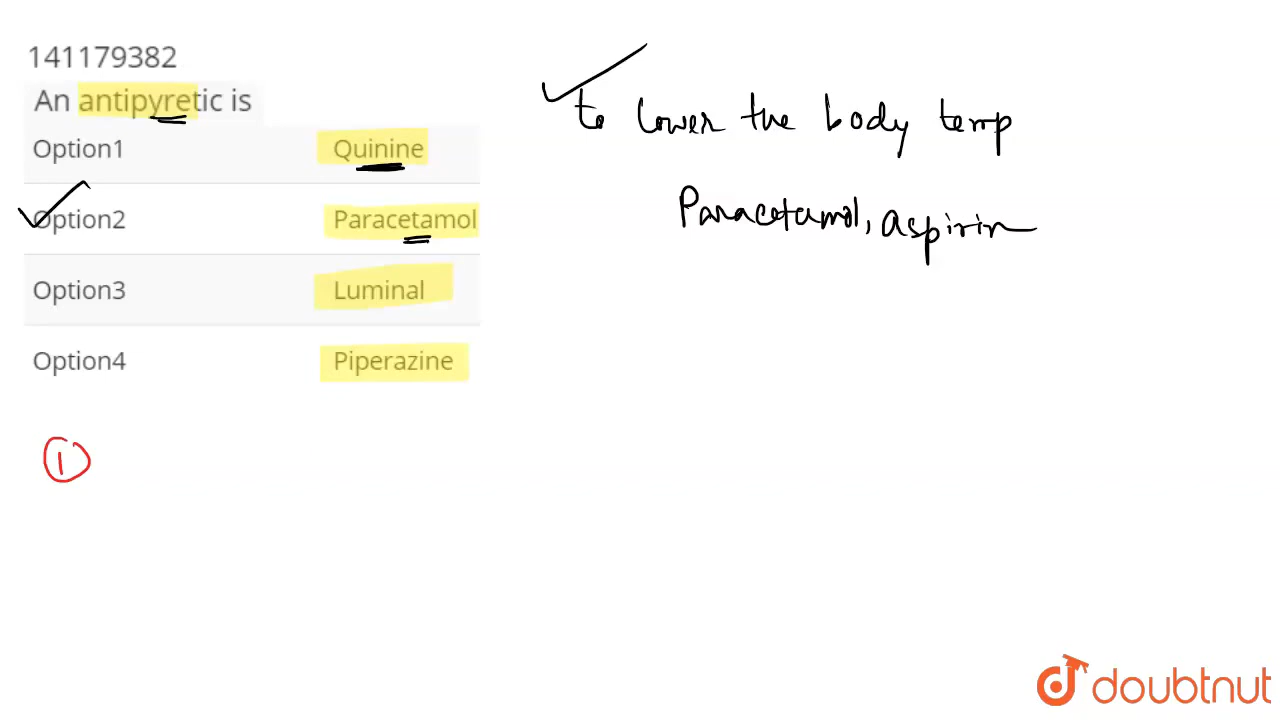 141179382
An antipyretic is
Option1 Quinine
Option2 Paracetamol
Option3 Luminal
Option4 Piperazine
to lower the body temp
Paracetamol, aspirin
1
doubtnut